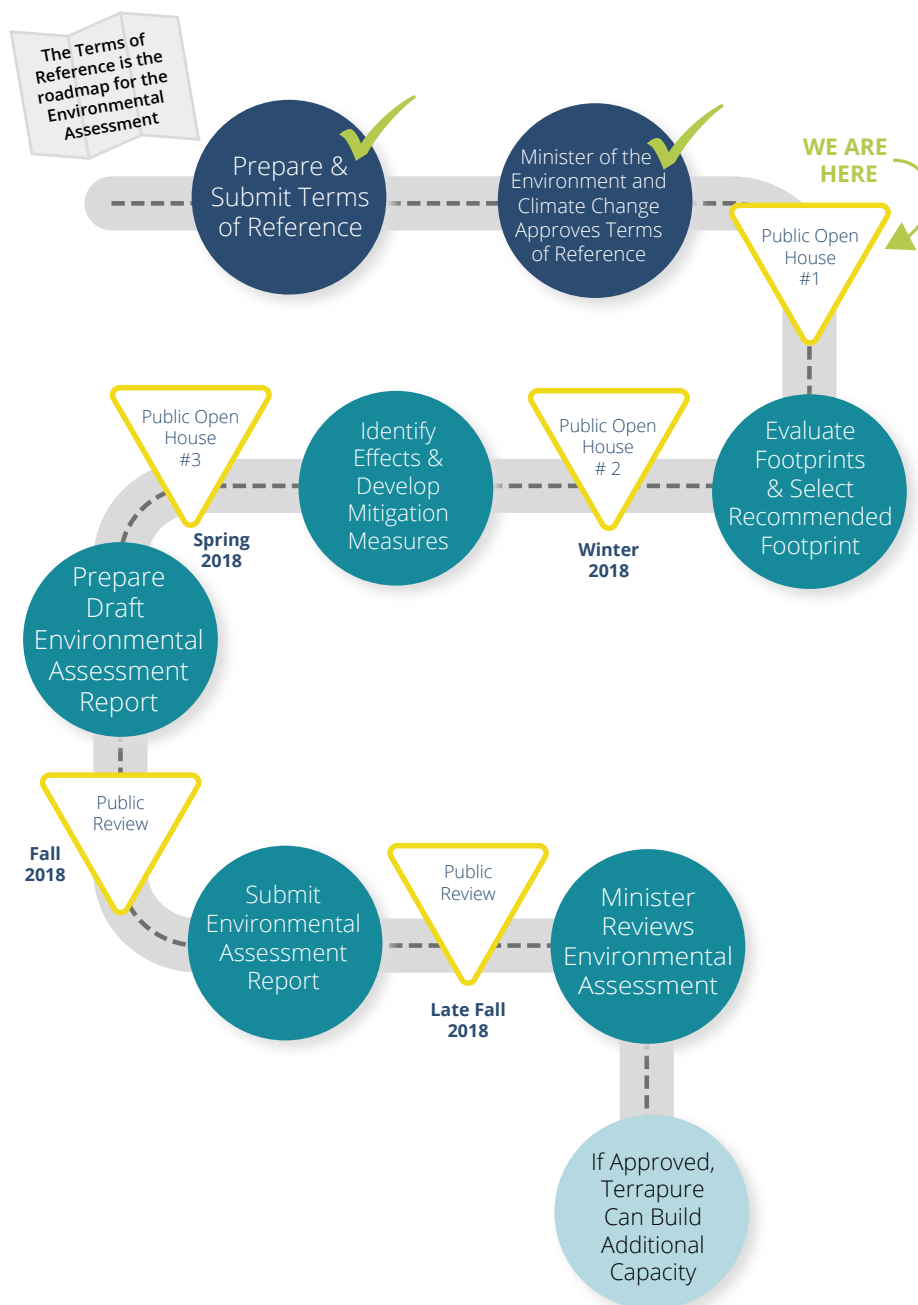 The Terms of
Reference is the
roadmap for the
Environmental
Assessment
Prepare &
Submit Terms
of Reference
Minister of the
Environment and
Climate Change
Approves Terms
of Reference
WE ARE
HERE
Public Open
House
#1
Evaluate
Footprints
& Select
Recommended
Footprint
Public Open
House
# 2
Winter
2018
Identify
Effects &
Develop
Mitigation
Measures
Public Open
House
#3
Spring
2018
Prepare
Draft
Environmental
Assessment
Report
Public
Review
Fall
2018
Submit
Environmental
Assessment
Report
Public
Review
Late Fall
2018
Minister
Reviews
Environmental
Assessment
If Approved,
Terrapure
Can Build
Additional
Capacity